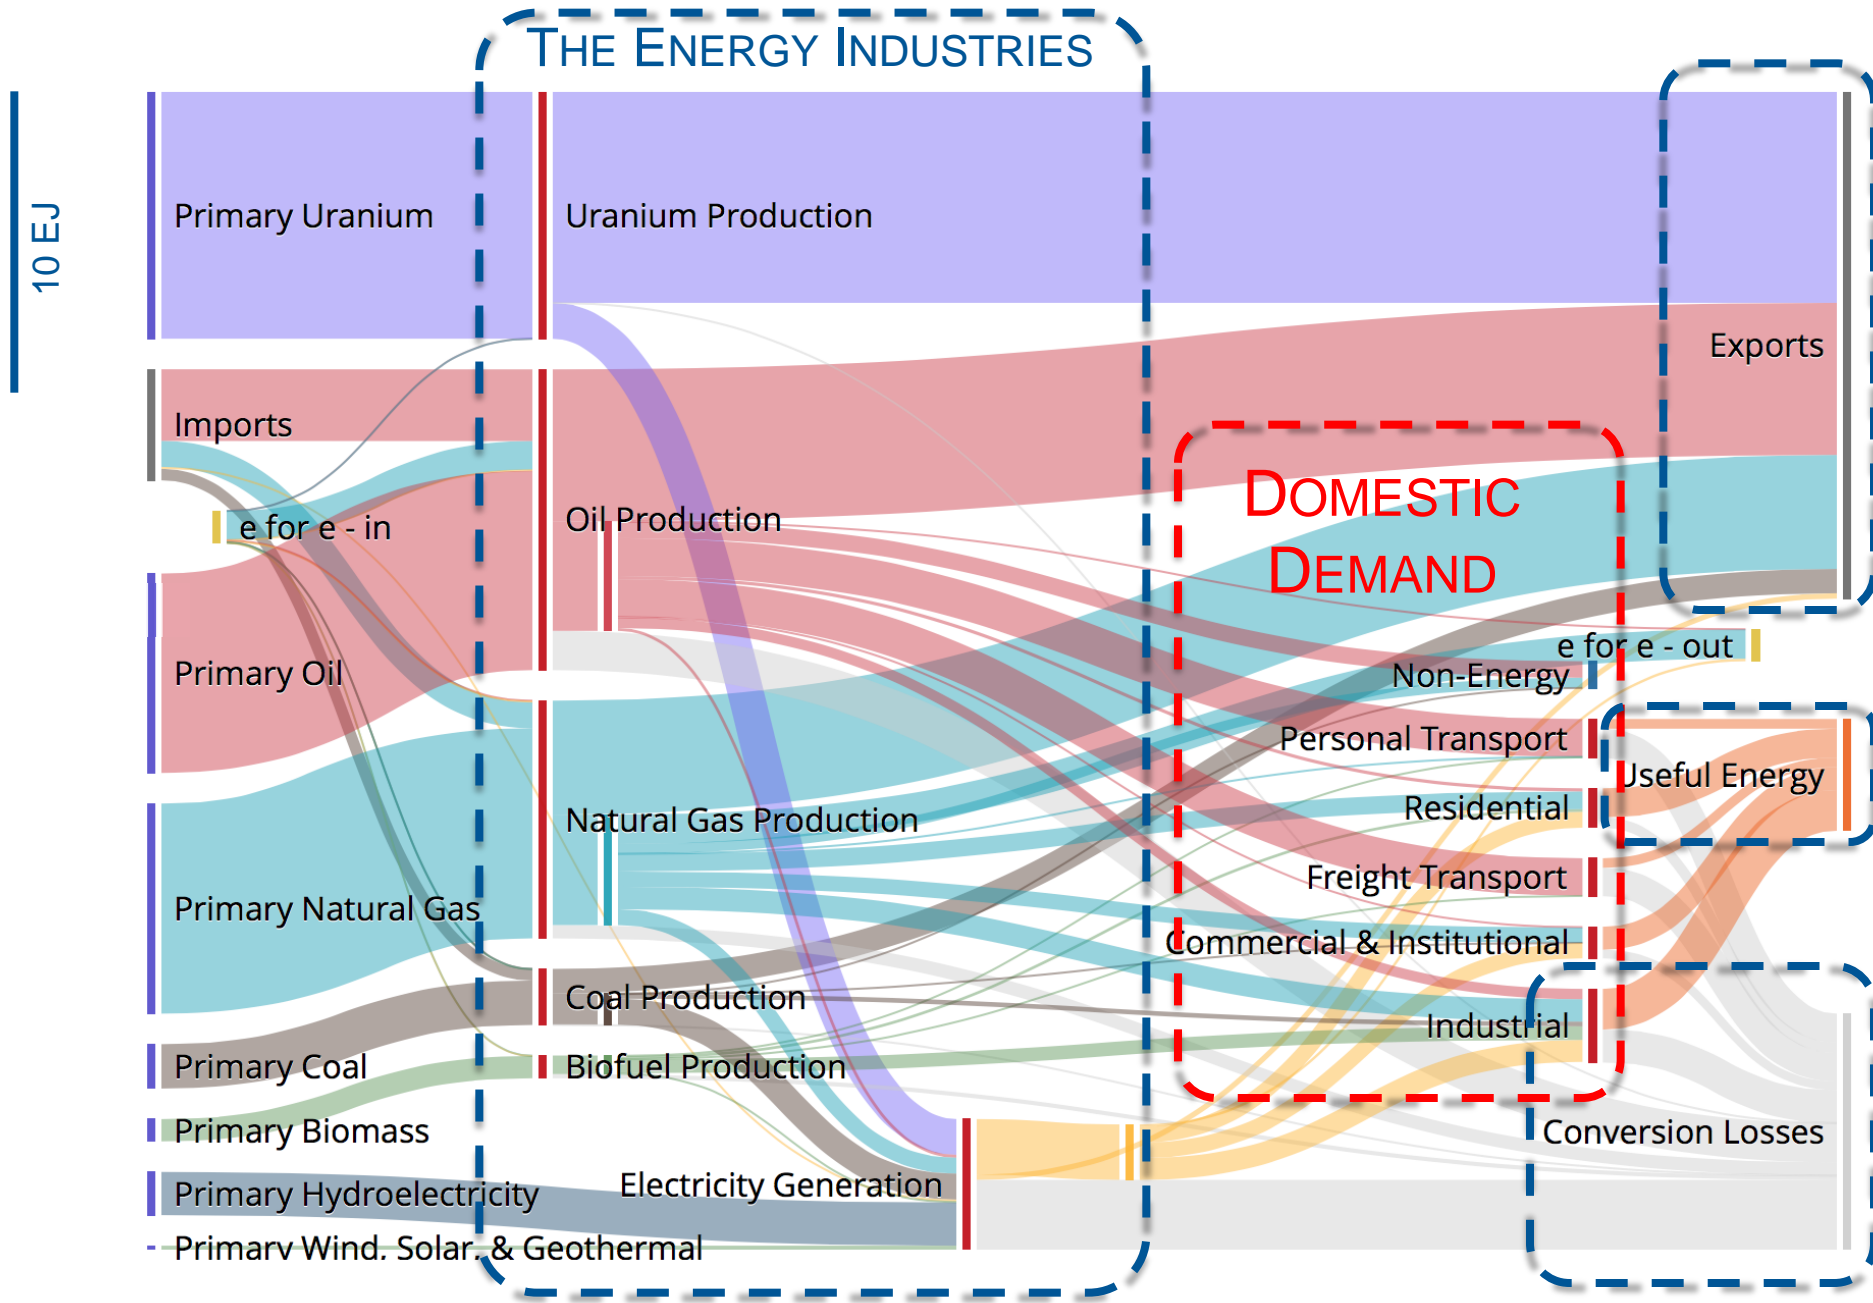 THE ENERGY INDUSTRIES
10 EJ
Primary Uranium
Uranium Production
Exports
Imports
DOMESTIC
DEMAND
e for e - in
Oil Production
e for e - out
Non-Energy
Primary Oil
Personal Transport
Useful Energy
Residential
Natural Gas Production
Freight Transport
Primary Natural Gas
Commercial & Institutional
Coal Production
Industrial
Primary Coal
Biofuel Production
Primary Biomass
Conversion Losses
Electricity Generation
Primary Hydroelectricity
Primary Wind, Solar, & Geothermal